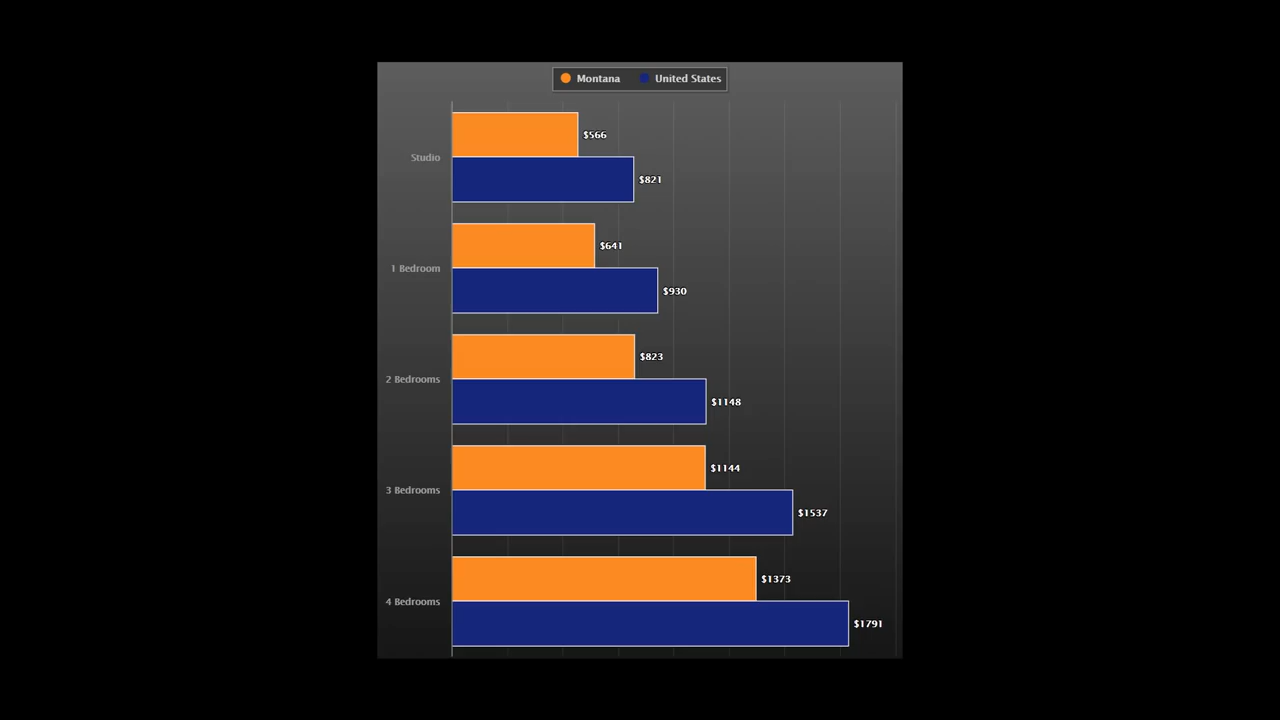 Montana United States
Studio
$566
$821
1 Bedroom
$641
$930
2 Bedrooms
$823
$1148
3 Bedrooms
$1144
$1537
4 Bedrooms
$1373
$1791